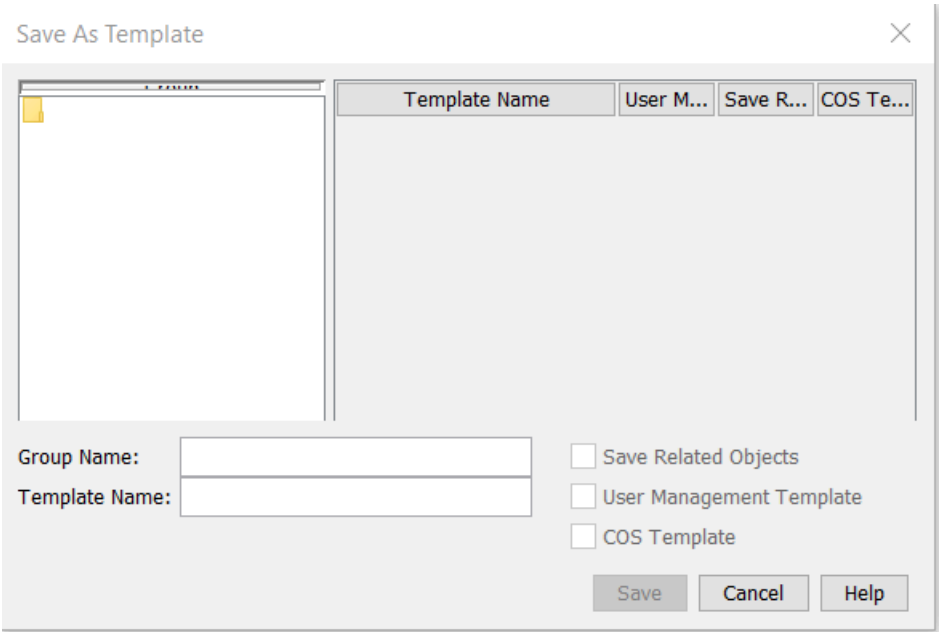 Save As Template
Template Name User M... Save R... COS Te...
Group Name:
Save Related Objects
Template Name:
User Management Template
COS Template
Save Cancel Help